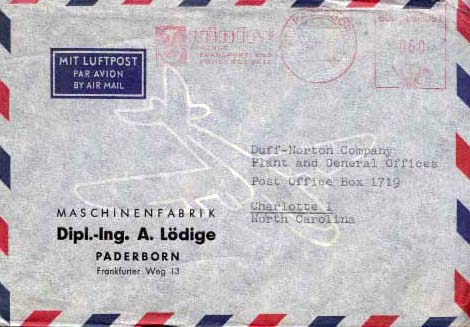 MIT LUFTPOST
PAR AVION
BY AIR MAIL
060
Duff-Norton Company
Plant and General Offices
Post Office Box 1719
Charlotte 1
North Carolina
MASCHINENFABRIK
Dipl.-Ing. A. Lödige
PADERBORN
Frankfurter Weg 13